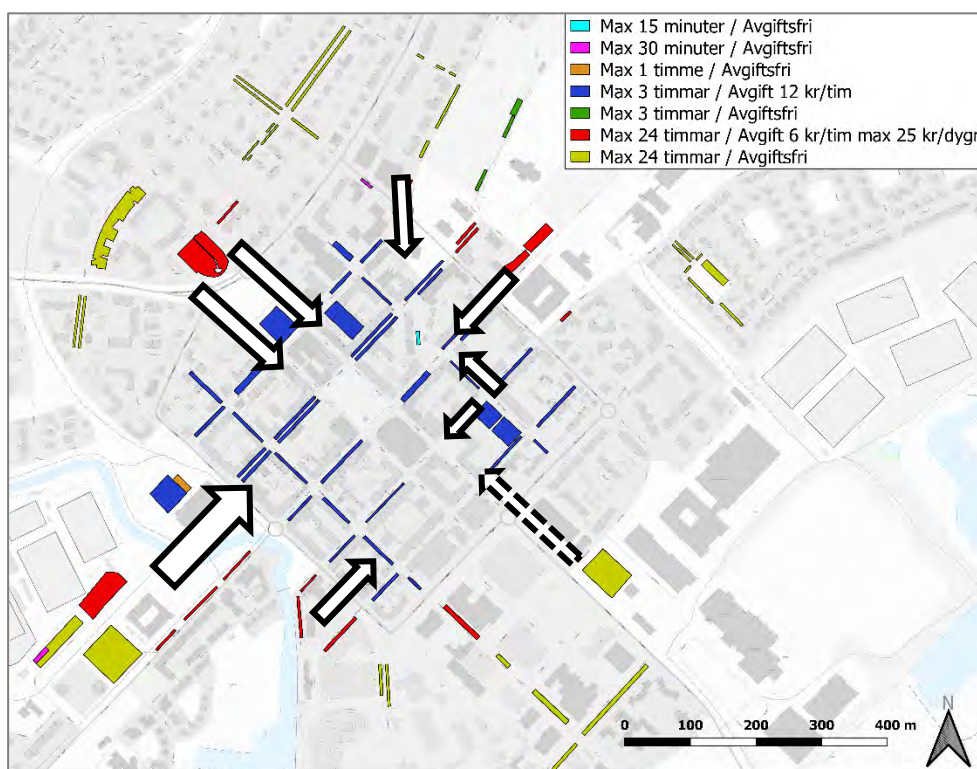 Max 15 minuter / Avgiftsfri
Max 30 minuter / Avgiftsfri
Max 1 timme / Avgiftsfri
Max 3 timmar / Avgift 12 kr/tim
Max 3 timmar / Avgiftsfri
Max 24 timmar / Avgift 6 kr/tim max 25 kr/dygn
Max 24 timmar / Avgiftsfri
N
0 100 200 300 400 m